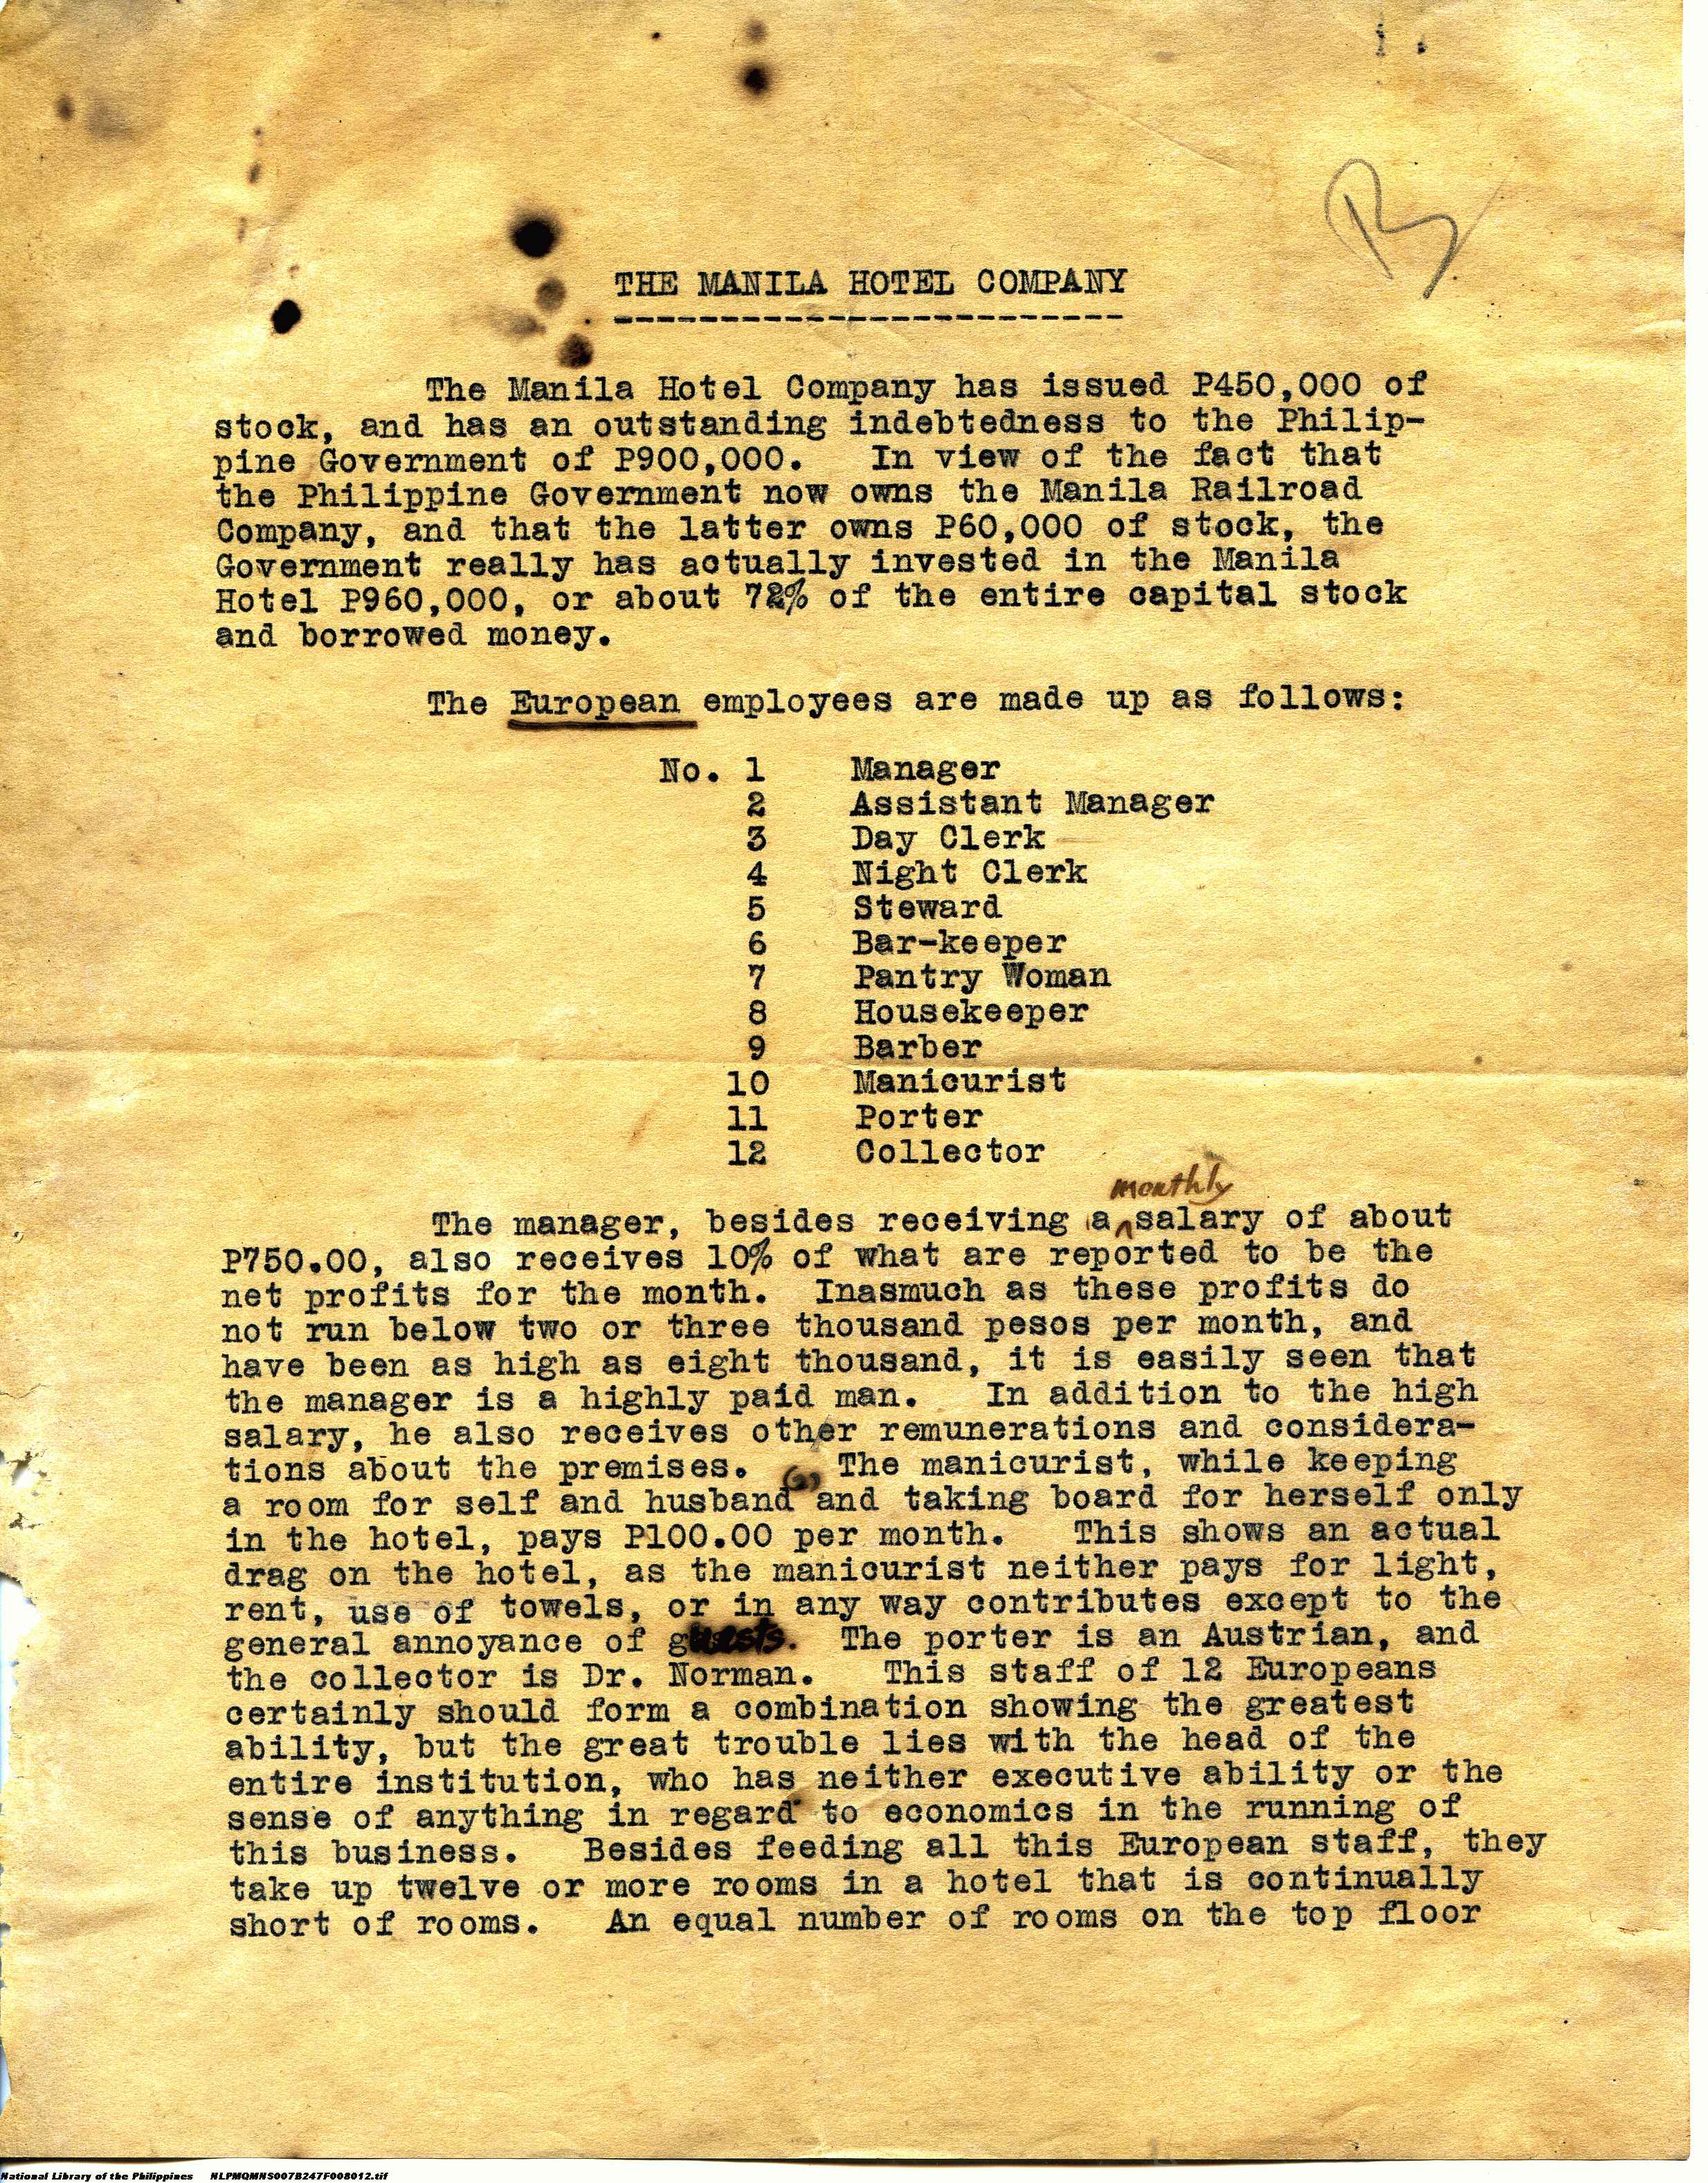 B
THE MANILA HOTEL COMPANY
------------------------
The Manila Hotel Company has issued P450,000 of
stock, and has an outstanding indebtedness to the Philip-
pine Government of P900,000. In view of the fact that
the Philippine Government now owns the Manila Railroad
Company, and that the latter owns P60,000 of stock, the
Government really has actually invested in the Manila
Hotel P960,000, or about 72% of the entire capital stock
and borrowed money.
The European employees are made up as follows:
No. 1 Manager
2 Assistant Manager
3 Day Clerk
4 Night Clerk
5 Steward
6 Bar-keeper
7 Pantry Woman
8 Housekeeper
9 Barber
10 Manicurist
11 Porter
12 Collector
monthly
The manager, besides receiving a salary of about
P750.00, also receives 10% of what are reported to be the
net profits for the month. Inasmuch as these profits do
not run below two or three thousand pesos per month, and
have been as high as eight thousand, it is easily seen that
the manager is a highly paid man. In addition to the high
salary, he also receives other remunerations and considera-
tions about the premises. The manicurist, while keeping
a room for self and husband and taking board for herself only
in the hotel, pays P100.00 per month. This shows an actual
drag on the hotel, as the manicurist neither pays for light,
rent, use of towels, or in any way contributes except to the
general annoyance of guests. The porter is an Austrian, and
the collector is Dr. Norman. This staff of 12 Europeans
certainly should form a combination showing the greatest
ability, but the great trouble lies with the head of the
entire institution, who has neither executive ability or the
sense of anything in regard to economics in the running of
this business. Besides feeding all this European staff, they
take up twelve or more rooms in a hotel that is continually
short of rooms. An equal number of rooms on the top floor
National Library of the Philippines NLPMQMNS007B247F008012.tif